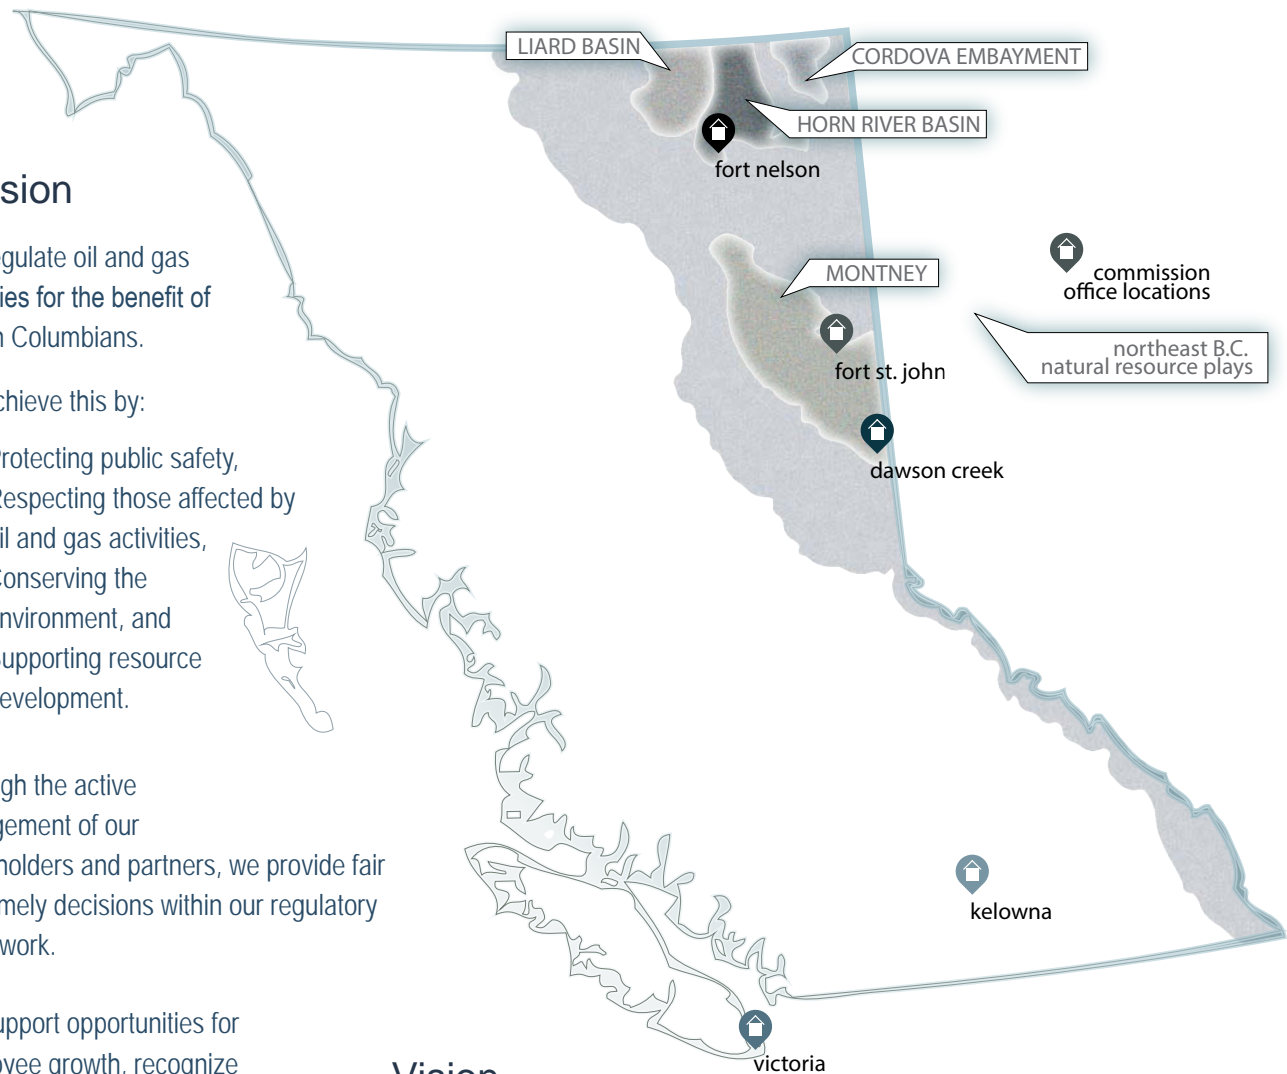 LIARD BASIN
CORDOVA EMBAYMENT
HORN RIVER BASIN
fort nelson
sion
gulate oil and gas
ies for the benefit of
n Columbians.
chieve this by:
rotecting public safety,
Respecting those affected by
il and gas activities,
Conserving the
nvironment, and
upporting resource
evelopment.
gh the active
gement of our
holders and partners, we provide fair
mely decisions within our regulatory
work.
upport opportunities for
oyee growth, recognize
MONTNEY
commission
office locations
northeast B.C.
natural resource plays
fort st. john
dawson creek
kelowna
victoria
Vision